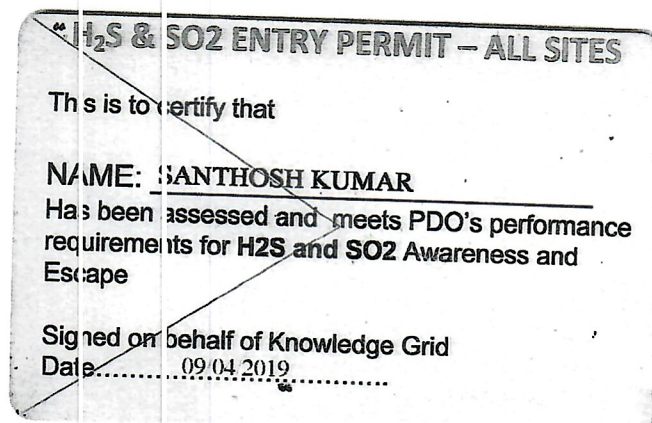 H₂S & SO2 ENTRY PERMIT – ALL SITES
This is to certify that
NAME: SANTHOSH KUMAR
Has been assessed and meets PDO's performance
requirements for H2S and SO2 Awareness and
Escape
Signed on behalf of Knowledge Grid
Date.......09/04/2019..............